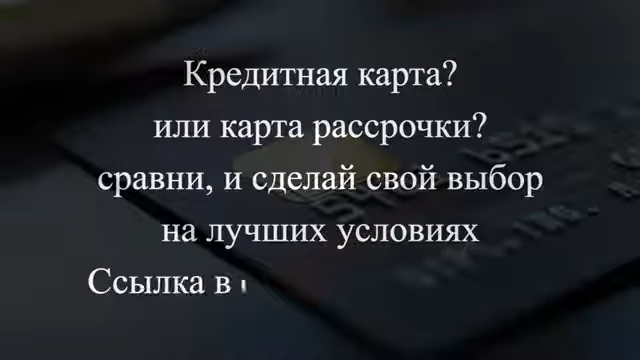 Кредитная карта?
или карта рассрочки?
сравни, и сделай свой выбор
на лучших условиях
Ссылка в